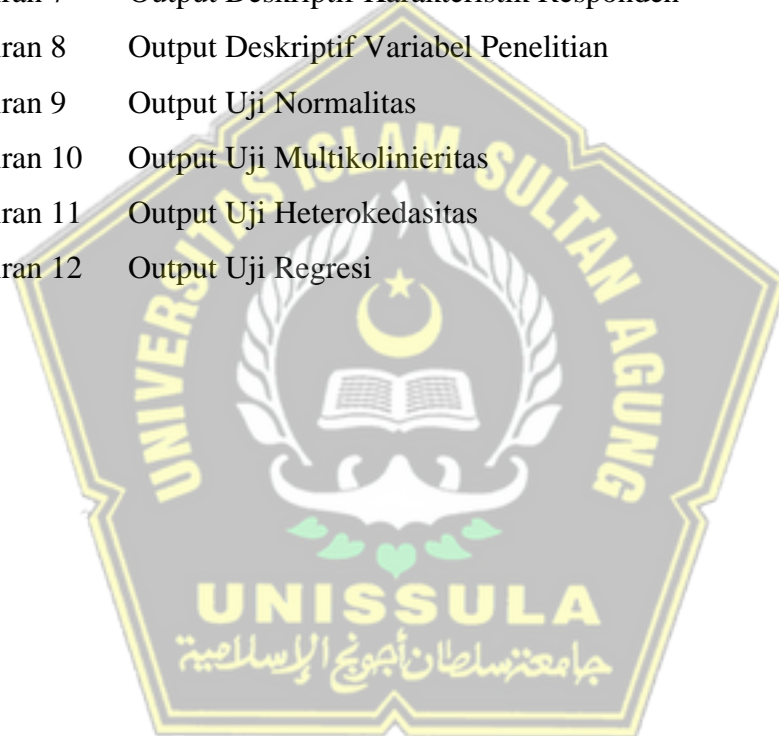 ran 7 Output Deskriptif Karakteristik Responden
ran 8 Output Deskriptif Variabel Penelitian
ran 9 Output Uji Normalitas
ran 10 Output Uji Multikolinieritas
ran 11 Output Uji Heterokedasitas
ran 12 Output Uji Regresi
UNIVERSITAS ISLAM SULTAN AGUNG
UNISSULA
جامعتسلطان أجونج الإسلامية